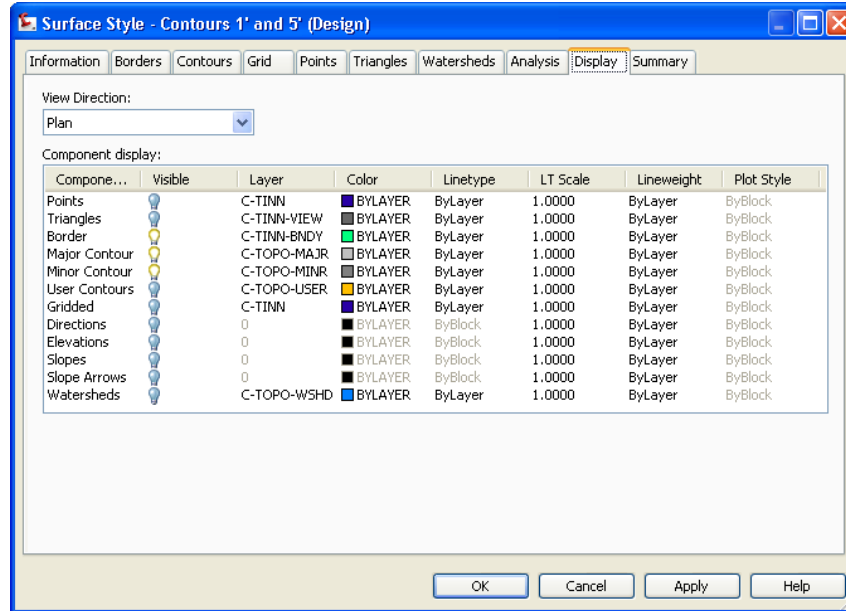 Surface Style - Contours 1' and 5' (Design)
Information Borders Contours Grid Points Triangles Watersheds Analysis Display Summary
View Direction:
Plan
Component display:
Compone... Visible Layer Color Linetype LT Scale Lineweight Plot Style
Points C-TINN BYLAYER ByLayer 1.0000 ByLayer ByBlock
Triangles C-TINN-VIEW BYLAYER ByLayer 1.0000 ByLayer ByBlock
Border C-TINN-BNDY BYLAYER ByLayer 1.0000 ByLayer ByBlock
Major Contour C-TOPO-MAJR BYLAYER ByLayer 1.0000 ByLayer ByBlock
Minor Contour C-TOPO-MINR BYLAYER ByLayer 1.0000 ByLayer ByBlock
User Contours C-TOPO-USER BYLAYER ByLayer 1.0000 ByLayer ByBlock
Gridded C-TINN BYLAYER ByLayer 1.0000 ByLayer ByBlock
Directions 0 BYLAYER ByBlock 1.0000 ByLayer ByBlock
Elevations 0 BYLAYER ByBlock 1.0000 ByLayer ByBlock
Slopes 0 BYLAYER ByBlock 1.0000 ByLayer ByBlock
Slope Arrows 0 BYLAYER ByBlock 1.0000 ByLayer ByBlock
Watersheds C-TOPO-WSHD BYLAYER ByLayer 1.0000 ByLayer ByBlock
OK Cancel Apply Help